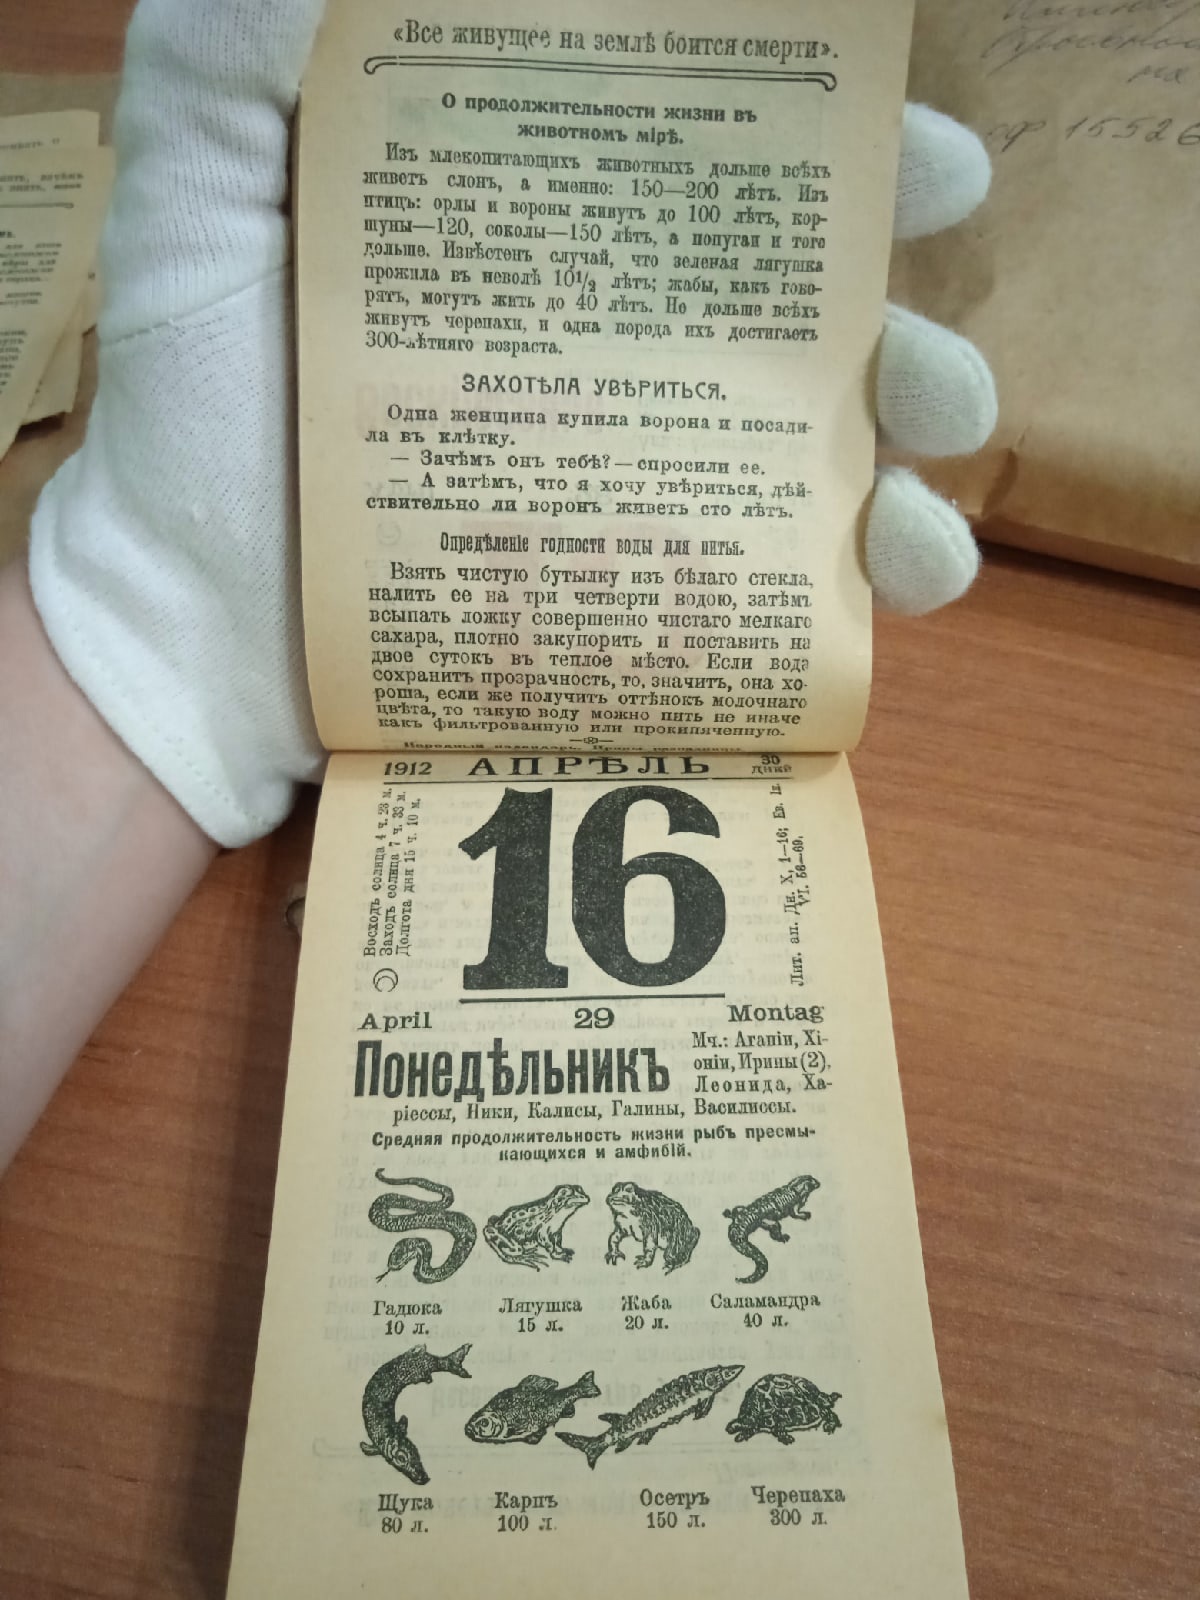 «Все живущее на землѣ боится смерти».
О продолжительности жизни въ
животномъ мірѣ.
Изъ млекопитающихъ животныхъ дольше всѣхъ
живетъ слонъ, а именно: 150—200 лѣтъ. Изъ
птицъ: орлы и вороны живутъ до 100 лѣтъ, кор-
шуны—120, соколы—150 лѣтъ, а попугаи и того
дольше. Извѣстенъ случай, что зеленая лягушка
прожила въ неволѣ 10½ лѣтъ; жабы, какъ гово-
рятъ, могутъ жить до 40 лѣтъ. Но дольше всѣхъ
живутъ черепахи, и одна порода ихъ достигаетъ
300-лѣтняго возраста.
ЗАХОТѢЛА УВѢРИТЬСЯ.
Одна женщина купила ворона и посади-
ла въ клѣтку.
— Зачѣмъ онъ тебѣ?—спросили ее.
— А затѣмъ, что я хочу увѣриться, дѣй-
ствительно ли воронъ живетъ сто лѣтъ.
Опредѣленіе годности воды для питья.
Взять чистую бутылку изъ бѣлаго стекла,
налить ее на три четверти водою, затѣмъ
всыпать ложку совершенно чистаго мелкаго
сахара, плотно закупорить и поставить на
двое сутокъ въ теплое мѣсто. Если вода
сохранитъ прозрачность, то, значитъ, она хо-
роша, если же получитъ оттѣнокъ молочнаго
цвѣта, то такую воду можно пить не иначе
какъ фильтрованную или прокипяченную.
1912 АПРѢЛЬ 30
дней
Восходъ солнца 4 ч. 23 м.
Заходъ солнца 7 ч. 33 м.
Долгота дня 15 ч. 10 м.
16
Лит. ап. Дн. X, 1—16; Ев. Ін.
VI, 56—69.
April 29 Montag
Понедѣльникъ
Мч.: Агапіи, Хі-
оніи, Ирины (2),
Леонида, Ха-
ріессы, Ники, Калисы, Галины, Василиссы.
Средняя продолжительность жизни рыбъ пресмы-
кающихся и амфибій.
Гадюка Лягушка Жаба Саламандра
10 л. 15 л. 20 л. 40 л.
Щука Карпъ Осетръ Черепаха
80 л. 100 л. 150 л. 300 л.
15526